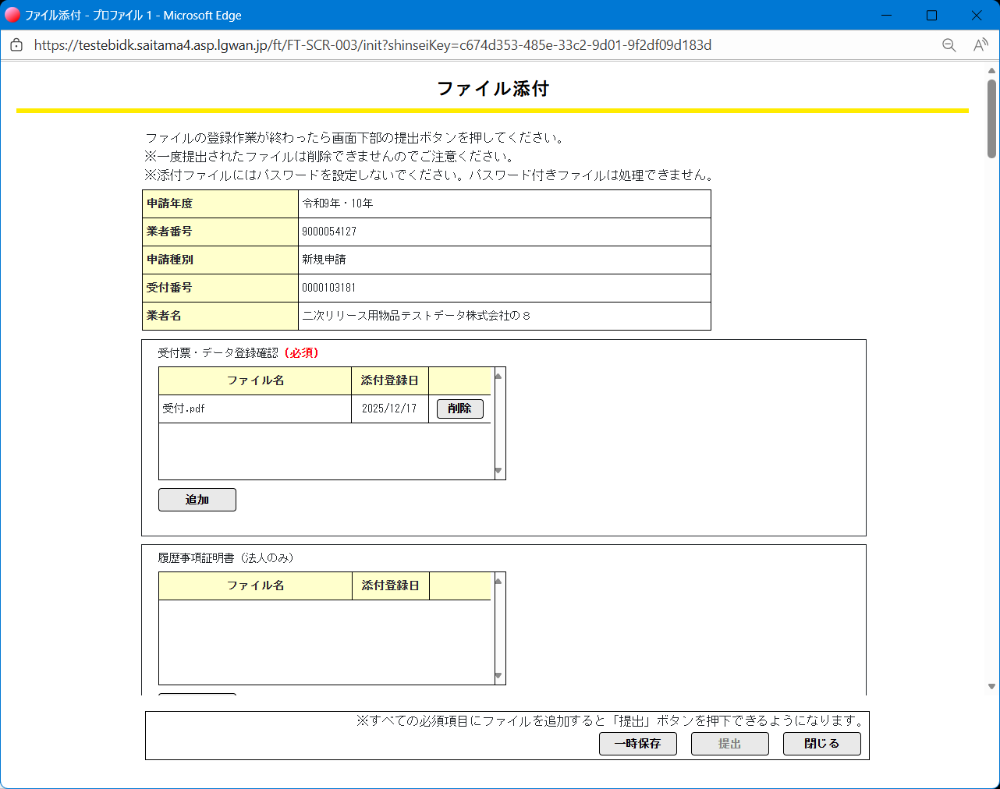 ファイル添付 - プロファイル 1 - Microsoft Edge
https://testebidk.saitama4.asp.lgwan.jp/ft/FT-SCR-003/init?shinseiKey=c674d353-485e-33c2-9d01-9f2df09d183d
ファイル添付
ファイルの登録作業が終わったら画面下部の提出ボタンを押してください。
※一度提出されたファイルは削除できませんのでご注意ください。
※添付ファイルにはパスワードを設定しないでください。パスワード付きファイルは処理できません。
申請年度 令和9年・10年
業者番号 9000054127
申請種別 新規申請
受付番号 0000103181
業者名 二次リリース用物品テストデータ株式会社の８
受付票・データ登録確認（必須）
ファイル名 添付登録日
受付.pdf 2025/12/17 削除
追加
履歴事項証明書（法人のみ）
ファイル名 添付登録日
※すべての必須項目にファイルを追加すると「提出」ボタンを押下できるようになります。
一時保存 提出 閉じる